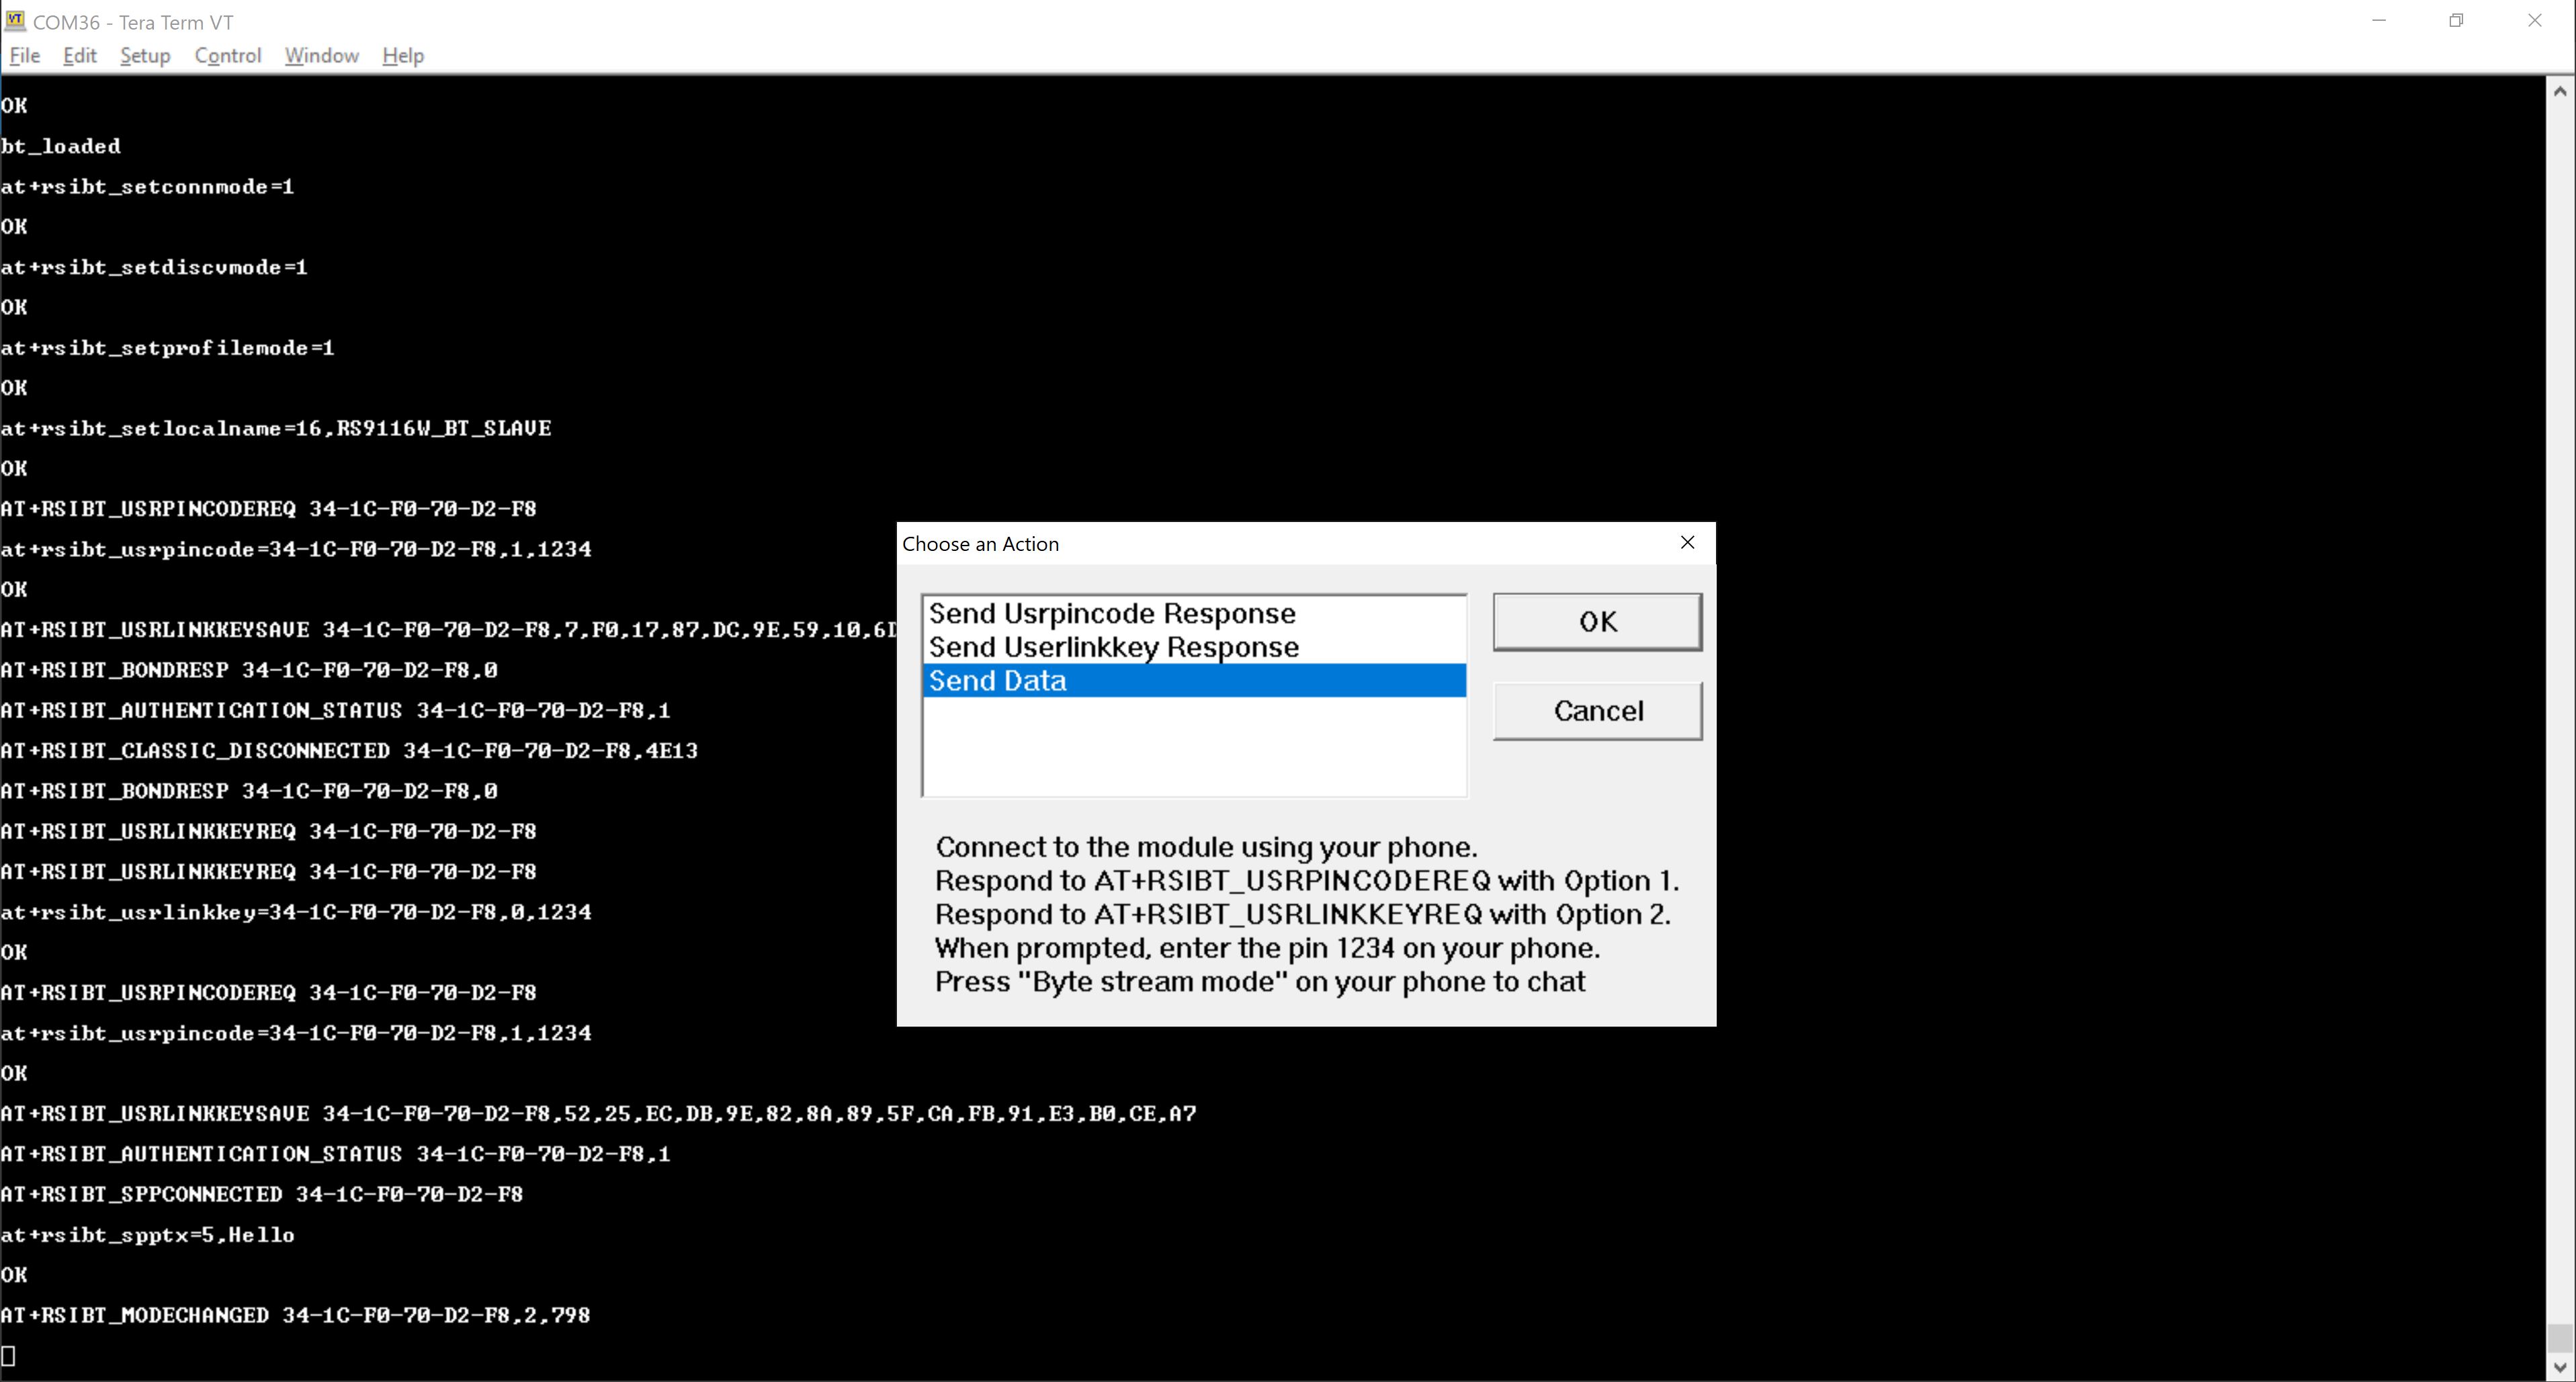 COM36 - Tera Term VT
File Edit Setup Control Window Help
OK
bt_loaded
at+rsibt_setconnmode=1
OK
at+rsibt_setdiscvmode=1
OK
at+rsibt_setprofilemode=1
OK
at+rsibt_setlocalname=16,RS9116W_BT_SLAVE
OK
AT+RSIBT_USRPINCODEREQ 34-1C-F0-70-D2-F8
at+rsibt_usrpincode=34-1C-F0-70-D2-F8,1,1234
OK
AT+RSIBT_USRLINKKEYSAVE 34-1C-F0-70-D2-F8,7,F0,17,87,DC,9E,59,10,6D
AT+RSIBT_BONDRESP 34-1C-F0-70-D2-F8,0
AT+RSIBT_AUTHENTICATION_STATUS 34-1C-F0-70-D2-F8,1
AT+RSIBT_CLASSIC_DISCONNECTED 34-1C-F0-70-D2-F8,4E13
AT+RSIBT_BONDRESP 34-1C-F0-70-D2-F8,0
AT+RSIBT_USRLINKKEYREQ 34-1C-F0-70-D2-F8
AT+RSIBT_USRLINKKEYREQ 34-1C-F0-70-D2-F8
at+rsibt_usrlinkkey=34-1C-F0-70-D2-F8,0,1234
OK
AT+RSIBT_USRPINCODEREQ 34-1C-F0-70-D2-F8
at+rsibt_usrpincode=34-1C-F0-70-D2-F8,1,1234
OK
AT+RSIBT_USRLINKKEYSAVE 34-1C-F0-70-D2-F8,52,25,EC,DB,9E,82,8A,89,5F,CA,FB,91,E3,B0,CE,A7
AT+RSIBT_AUTHENTICATION_STATUS 34-1C-F0-70-D2-F8,1
AT+RSIBT_SPPCONNECTED 34-1C-F0-70-D2-F8
at+rsibt_spptx=5,Hello
OK
AT+RSIBT_MODECHANGED 34-1C-F0-70-D2-F8,2,798
Choose an Action
Send Usrpincode Response
Send Userlinkkey Response
Send Data
OK
Cancel
Connect to the module using your phone.
Respond to AT+RSIBT_USRPINCODEREQ with Option 1.
Respond to AT+RSIBT_USRLINKKEYREQ with Option 2.
When prompted, enter the pin 1234 on your phone.
Press "Byte stream mode" on your phone to chat